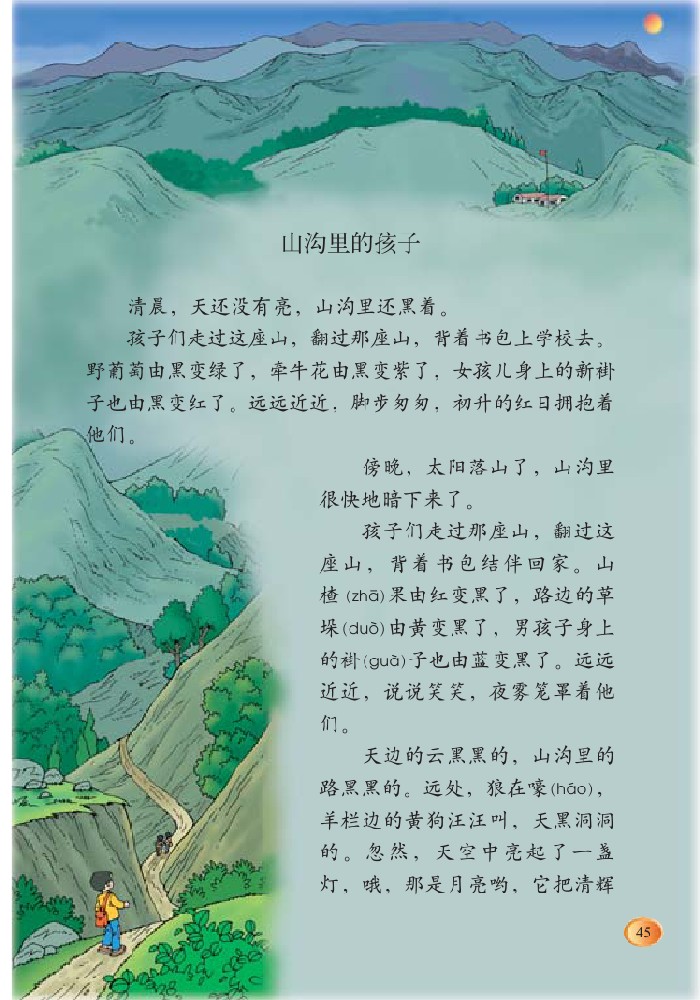 山沟里的孩子
清晨，天还没有亮，山沟里还黑着。
孩子们走过这座山，翻过那座山，背着书包上学校去。
野葡萄由黑变绿了，牵牛花由黑变紫了，女孩儿身上的新褂
子也由黑变红了。远远近近，脚步匆匆，初升的红日拥抱着
他们。
傍晚，太阳落山了，山沟里
很快地暗下来了。
孩子们走过那座山，翻过这
座山，背着书包结伴回家。山
楂(zhā)果由红变黑了，路边的草
垛(duò)由黄变黑了，男孩子身上
的褂(guà)子也由蓝变黑了。远远
近近，说说笑笑，夜雾笼罩着他
们。
天边的云黑黑的，山沟里的
路黑黑的。远处，狼在嚎(háo)，
羊栏边的黄狗汪汪叫，天黑洞洞
的。忽然，天空中亮起了一盏
灯，哦，那是月亮哟，它把清辉
45